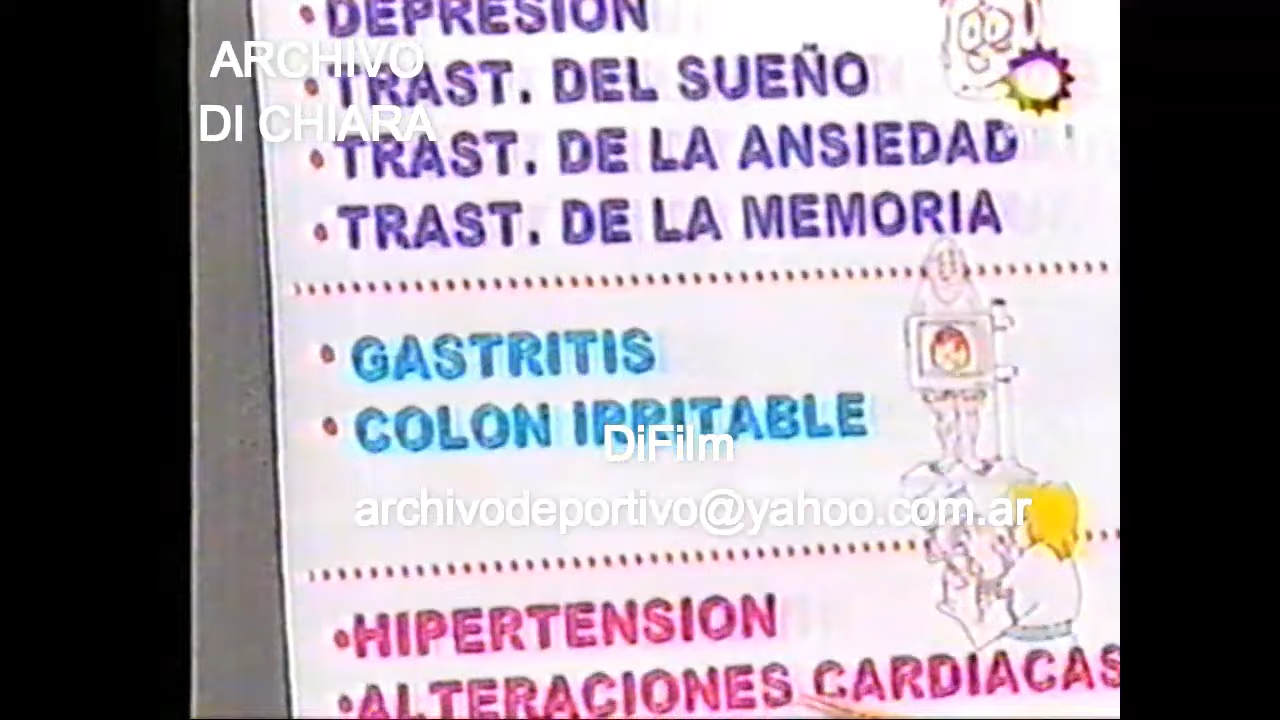 • DEPRESION
ARCHIVO
• TRAST. DEL SUEÑO
DI CHIARA
• TRAST. DE LA ANSIEDAD
• TRAST. DE LA MEMORIA
• GASTRITIS
• COLON IRRITABLE
DiFilm
archivodeportivo@yahoo.com.ar
•HIPERTENSION
•ALTERACIONES CARDIACAS